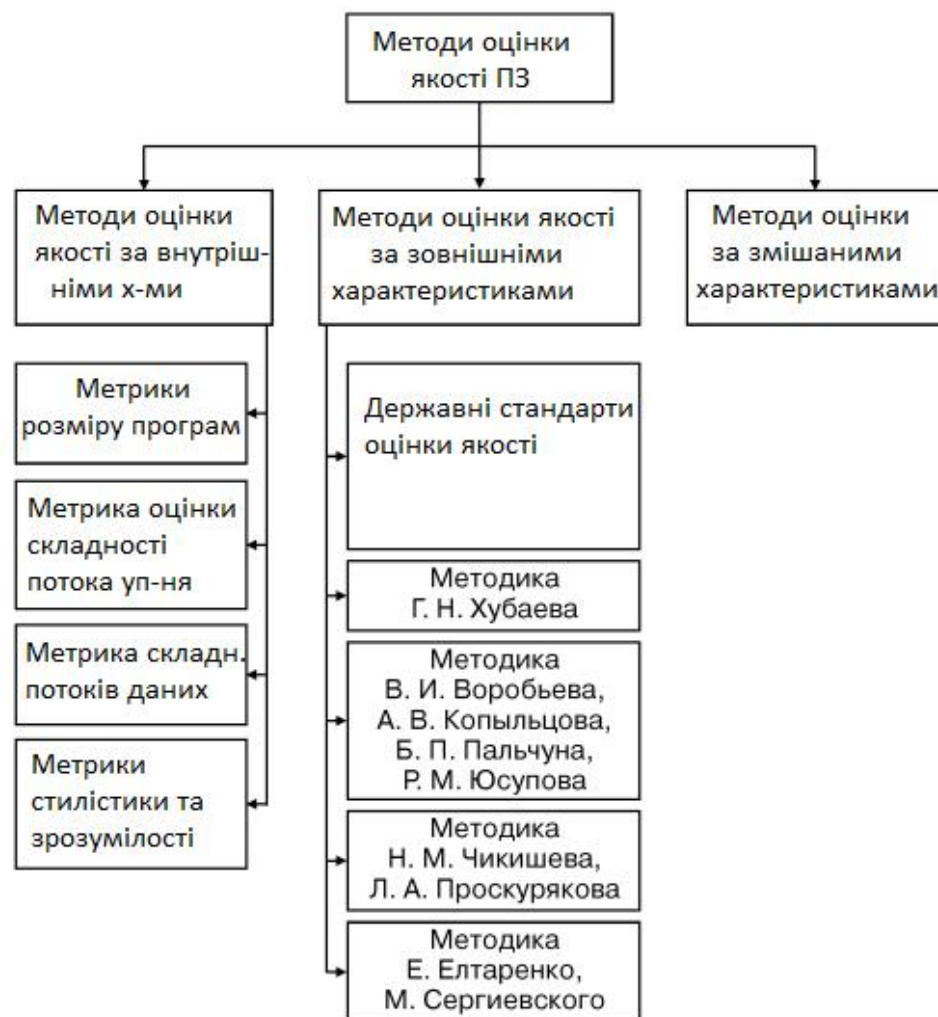 Методи оцінки
якості ПЗ
Методи оцінки
якості за внутріш-
німи х-ми
Методи оцінки якості
за зовнішніми
характеристиками
Методи оцінки
за змішаними
характеристиками
Метрики
розміру програм
Метрика оцінки
складності
потока уп-ня
Метрика складн.
потоків даних
Метрики
стилістики та
зрозумілості
Державні стандарти
оцінки якості
Методика
Г. Н. Хубаева
Методика
В. И. Воробьева,
А. В. Копыльцова,
Б. П. Пальчуна,
Р. М. Юсупова
Методика
Н. М. Чикишева,
Л. А. Проскурякова
Методика
Е. Елтаренко,
М. Сергиевского